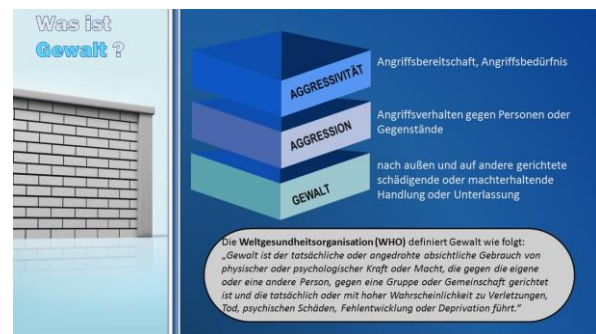 Was ist
Gewalt ?
AGGRESSIVITÄT
Angriffsbereitschaft, Angriffsbedürfnis
AGGRESSION
Angriffsverhalten gegen Personen oder
Gegenstände
GEWALT
nach außen und auf andere gerichtete
schädigende oder machterhaltende
Handlung oder Unterlassung
Die Weltgesundheitsorganisation (WHO) definiert Gewalt wie folgt:
„Gewalt ist der tatsächliche oder angedrohte absichtliche Gebrauch von
physischer oder psychologischer Kraft oder Macht, die gegen die eigene
oder eine andere Person, gegen eine Gruppe oder Gemeinschaft gerichtet
ist und die tatsächlich oder mit hoher Wahrscheinlichkeit zu Verletzungen,
Tod, psychischen Schäden, Fehlentwicklung oder Deprivation führt.“